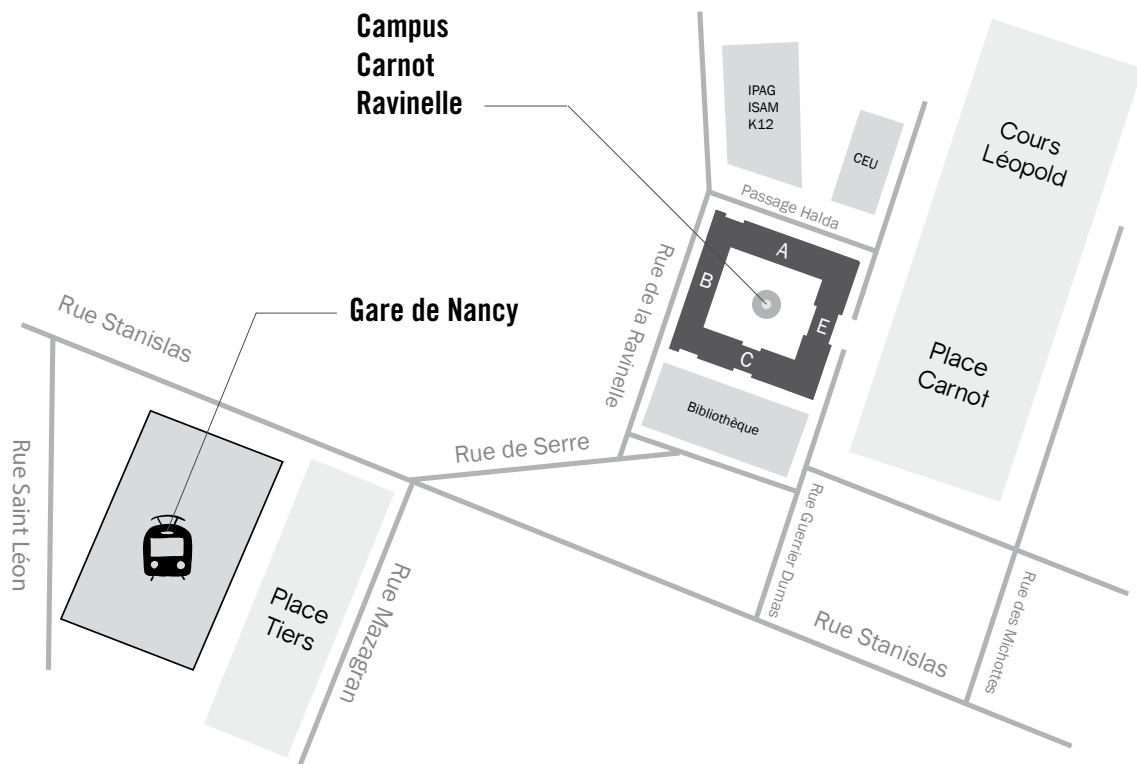 Campus
Carnot
Ravinelle
IPAG
ISAM
K12
CEU
Cours
Léopold
Passage Halda
A
B
E
C
Rue de la Ravinelle
Place
Carnot
Bibliothèque
Rue Stanislas
Gare de Nancy
Rue de Serre
Rue Saint Léon
Place
Tiers
Rue Mazagran
Rue Guerrier Dumas
Rue Stanislas
Rue des Michottes